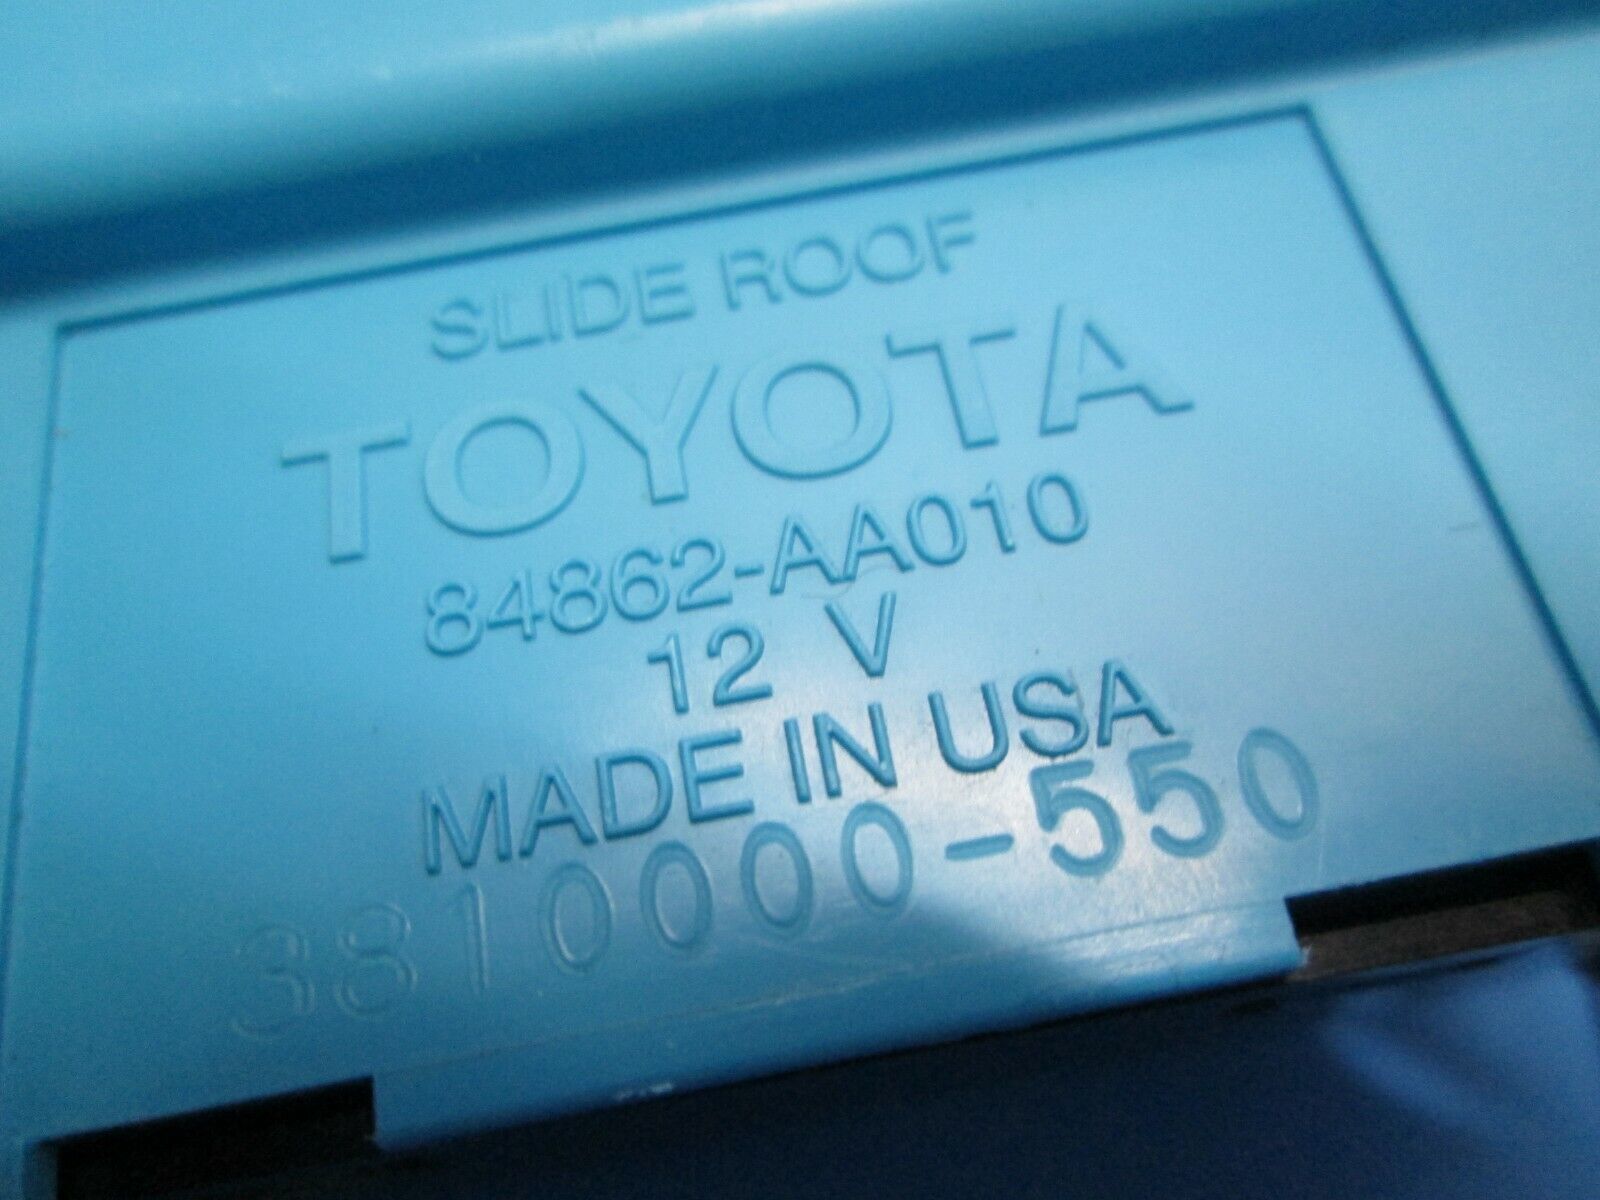 SLIDE ROOF
TOYOTA
84862-AA010
12 V
MADE IN USA
3810000-550